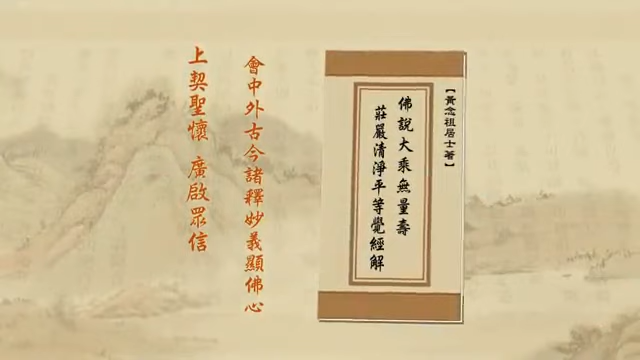 【黃念祖居士著】
佛說大乘無量壽
莊嚴清淨平等覺經解
會中外古今諸釋妙義顯佛心
上契聖懷 廣啟眾信